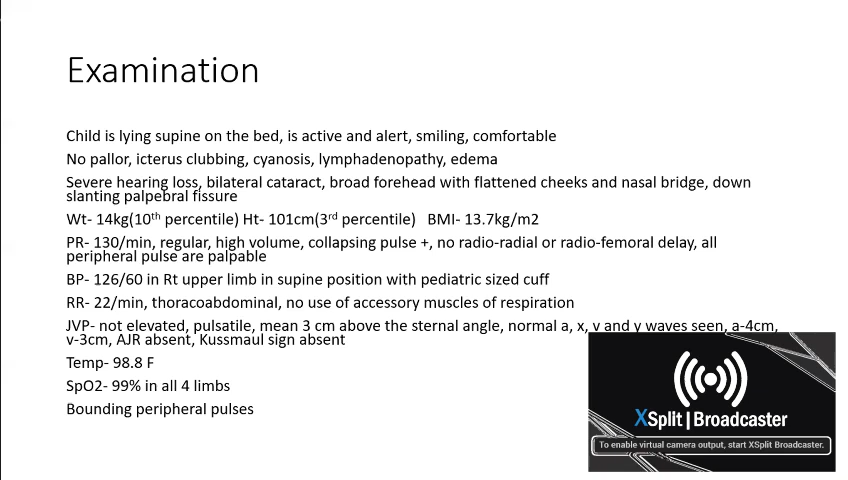 Examination
Child is lying supine on the bed, is active and alert, smiling, comfortable
No pallor, icterus clubbing, cyanosis, lymphadenopathy, edema
Severe hearing loss, bilateral cataract, broad forehead with flattened cheeks and nasal bridge, down
slanting palpebral fissure
Wt- 14kg(10th percentile) Ht- 101cm(3rd percentile) BMI- 13.7kg/m2
PR- 130/min, regular, high volume, collapsing pulse +, no radio-radial or radio-femoral delay, all
peripheral pulse are palpable
BP- 126/60 in Rt upper limb in supine position with pediatric sized cuff
RR- 22/min, thoracoabdominal, no use of accessory muscles of respiration
JVP- not elevated, pulsatile, mean 3 cm above the sternal angle, normal a, x, v and y waves seen, a-4cm,
v-3cm, AJR absent, Kussmaul sign absent
Temp- 98.8 F
SpO2- 99% in all 4 limbs
Bounding peripheral pulses
XSplit | Broadcaster
To enable virtual camera output, start XSplit Broadcaster.